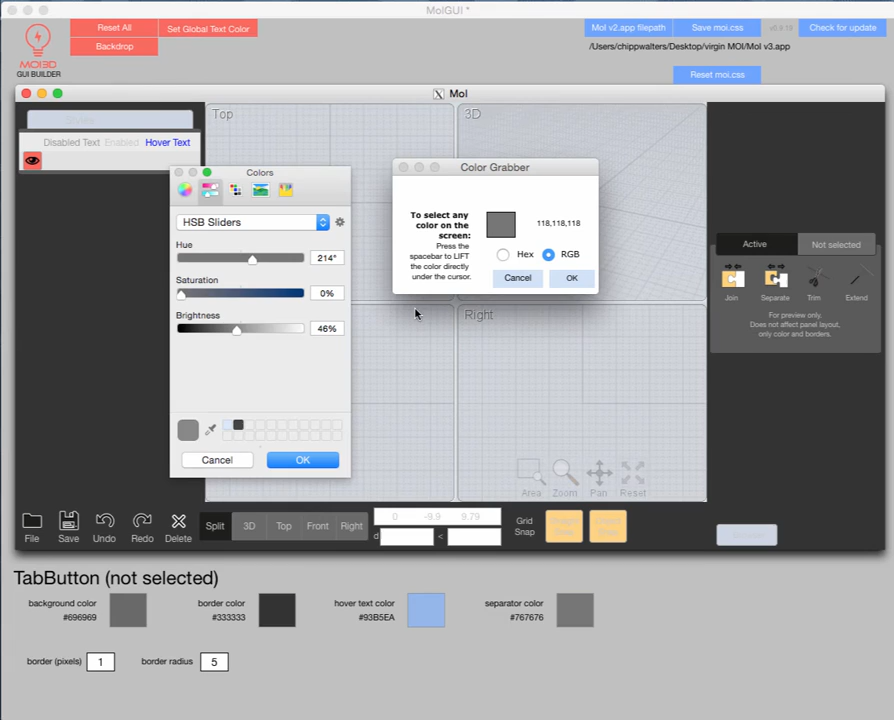 MoIGUI *
Reset All
Set Global Text Color
Backdrop
MOI3D
GUI BUILDER
MoI v2.app filepath
Save moi.css
v0.9.19
Check for update
/Users/chippwalters/Desktop/virgin MOI/MoI v3.app
Reset moi.css
MoI
Disabled Text Enabled Hover Text
Top
3D
Right
Colors
HSB Sliders
Hue
214°
Saturation
0%
Brightness
46%
Cancel
OK
Color Grabber
To select any
color on the
screen:
Press the
spacebar to LIFT
the color directly
under the cursor.
118,118,118
Hex
RGB
Cancel
OK
Active
Not selected
Join
Separate
Trim
Extend
For preview only.
Does not affect panel layout,
only color and borders.
Area
Zoom
Pan
Reset
File
Save
Undo
Redo
Delete
Split
3D
Top
Front
Right
0 -9.9 9.79
d
<
Grid
Snap
TabButton (not selected)
background color
#696969
border color
#333333
hover text color
#93B5EA
separator color
#767676
border (pixels)
1
border radius
5